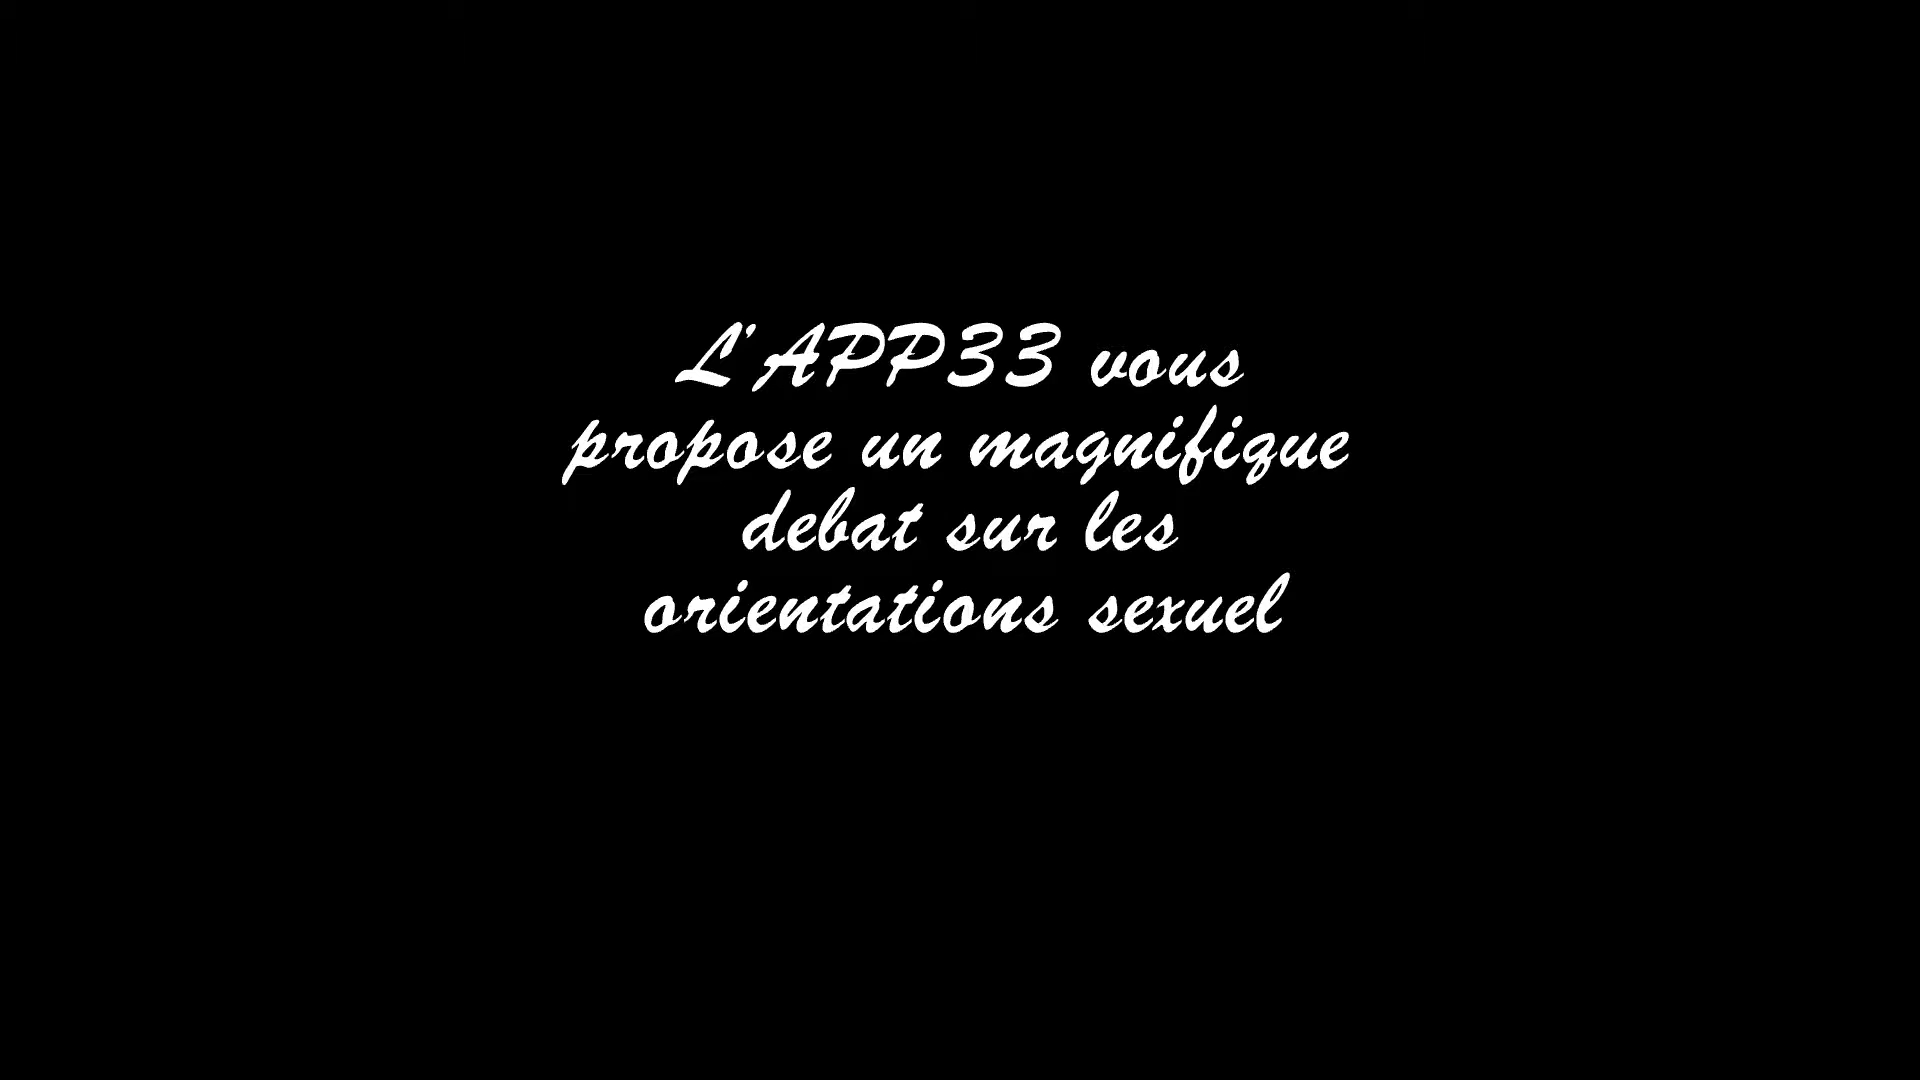 L'APP33 vous
propose un magnifique
debat sur les
orientations sexuel